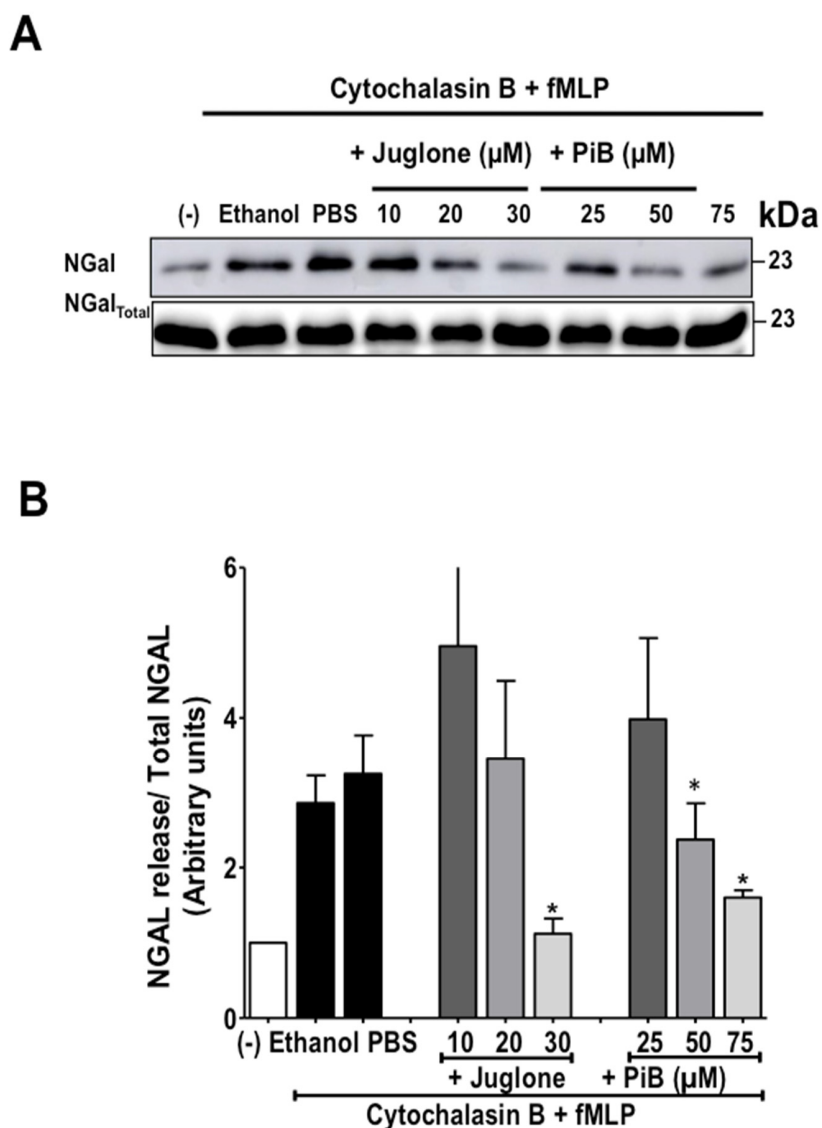 A
Cytochalasin B + fMLP
+ Juglone (µM) + PiB (µM)
(-) Ethanol PBS 10 20 30 25 50 75 kDa
NGal 23
NGalTotal 23
B
NGAL release/ Total NGAL
(Arbitrary units)
6
4
2
0
* * *
(-) Ethanol PBS 10 20 30 25 50 75
+ Juglone + PiB (µM)
Cytochalasin B + fMLP